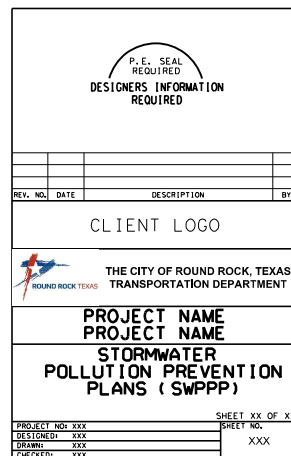 P.E. SEAL
REQUIRED
DESIGNERS INFORMATION
REQUIRED
REV. NO. DATE DESCRIPTION BY
CLIENT LOGO
ROUND ROCK TEXAS
THE CITY OF ROUND ROCK, TEXAS
TRANSPORTATION DEPARTMENT
PROJECT NAME
PROJECT NAME
STORMWATER
POLLUTION PREVENTION
PLANS (SWPPP)
SHEET XX OF X
PROJECT NO: XXX
SHEET NO.
DESIGNED: XXX
DRAWN: XXX
XXX
CHECKED: XXX